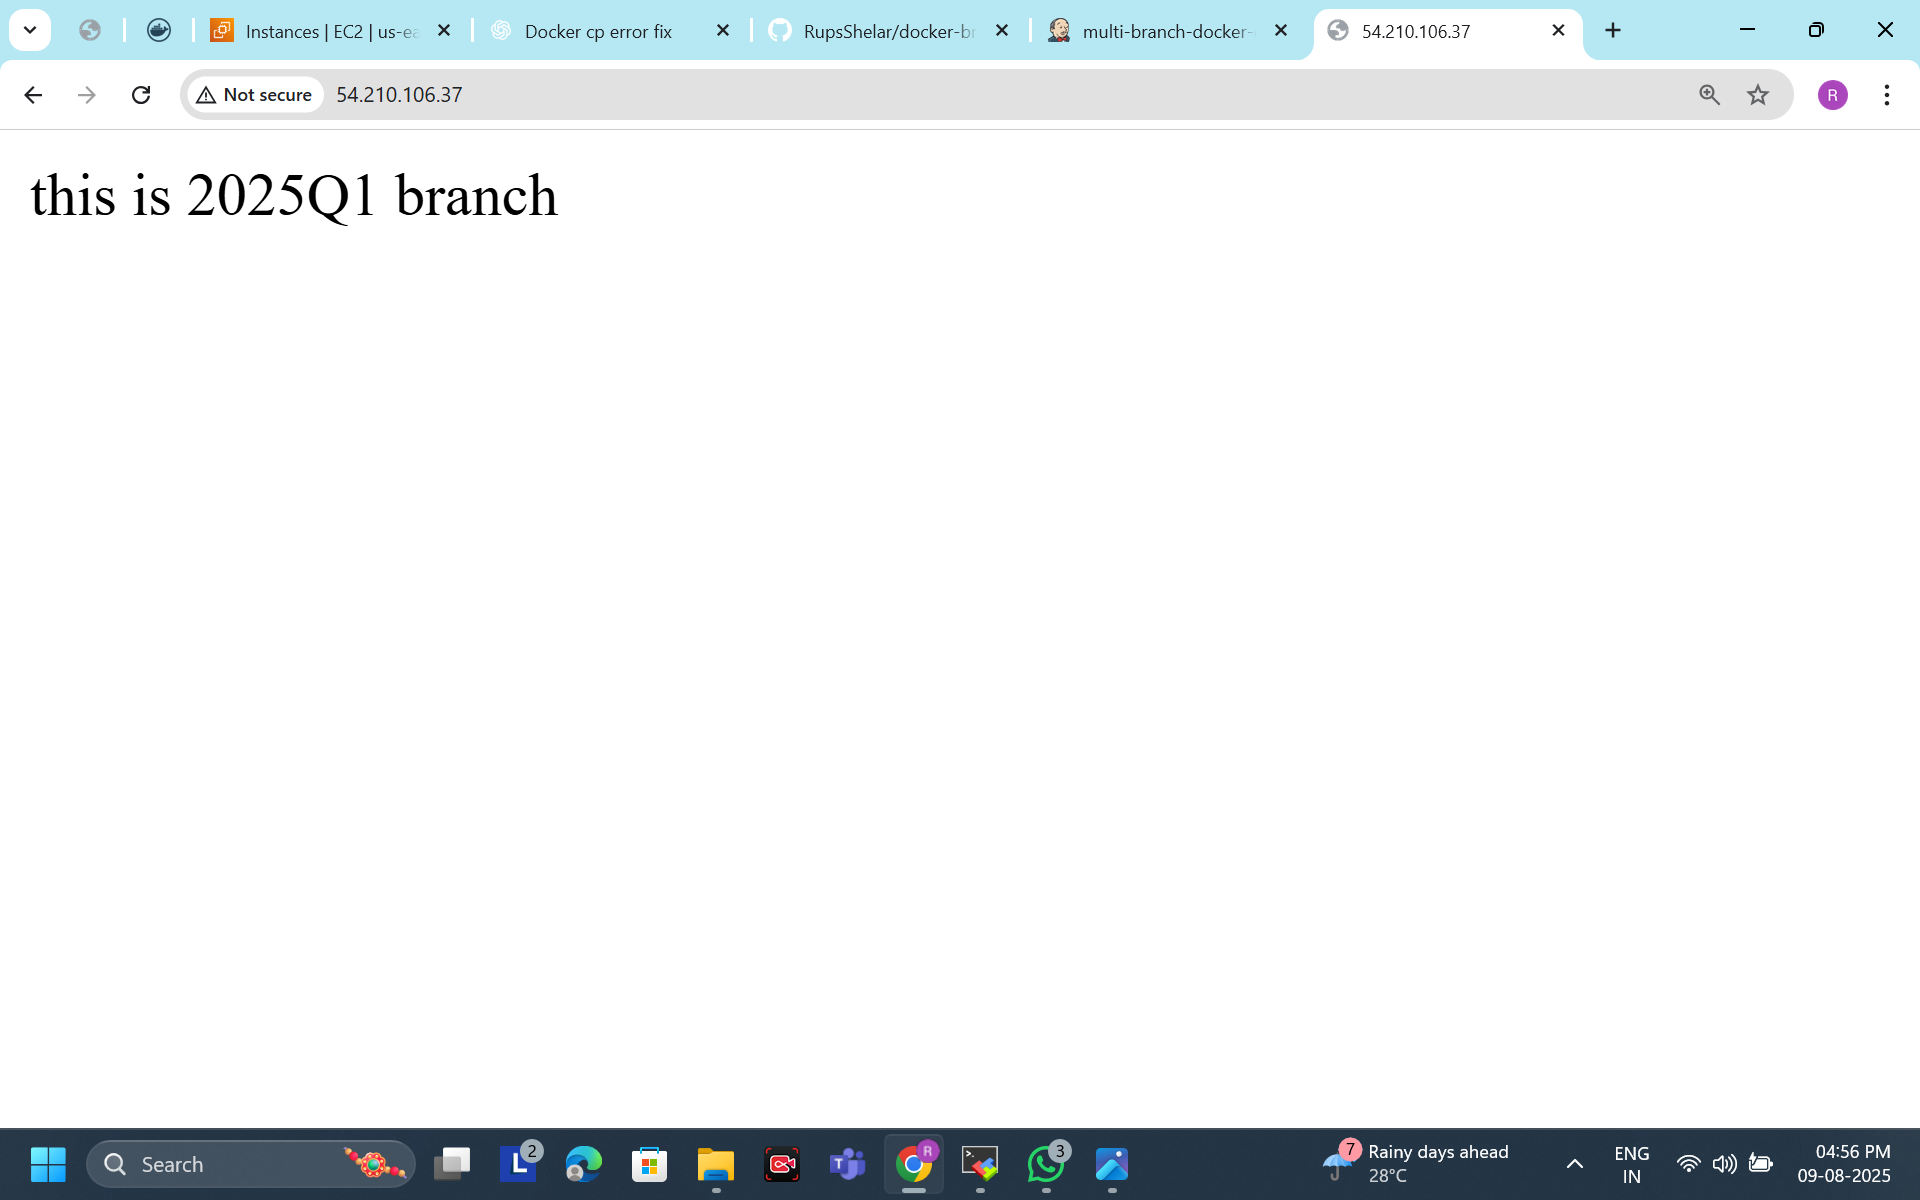 Instances | EC2 | us-ea
Docker cp error fix
RupsShelar/docker-br
multi-branch-docker-
54.210.106.37
Not secure
54.210.106.37
R
this is 2025Q1 branch
Search
L
2
T
R
3
7
Rainy days ahead
28°C
ENG
IN
04:56 PM
09-08-2025